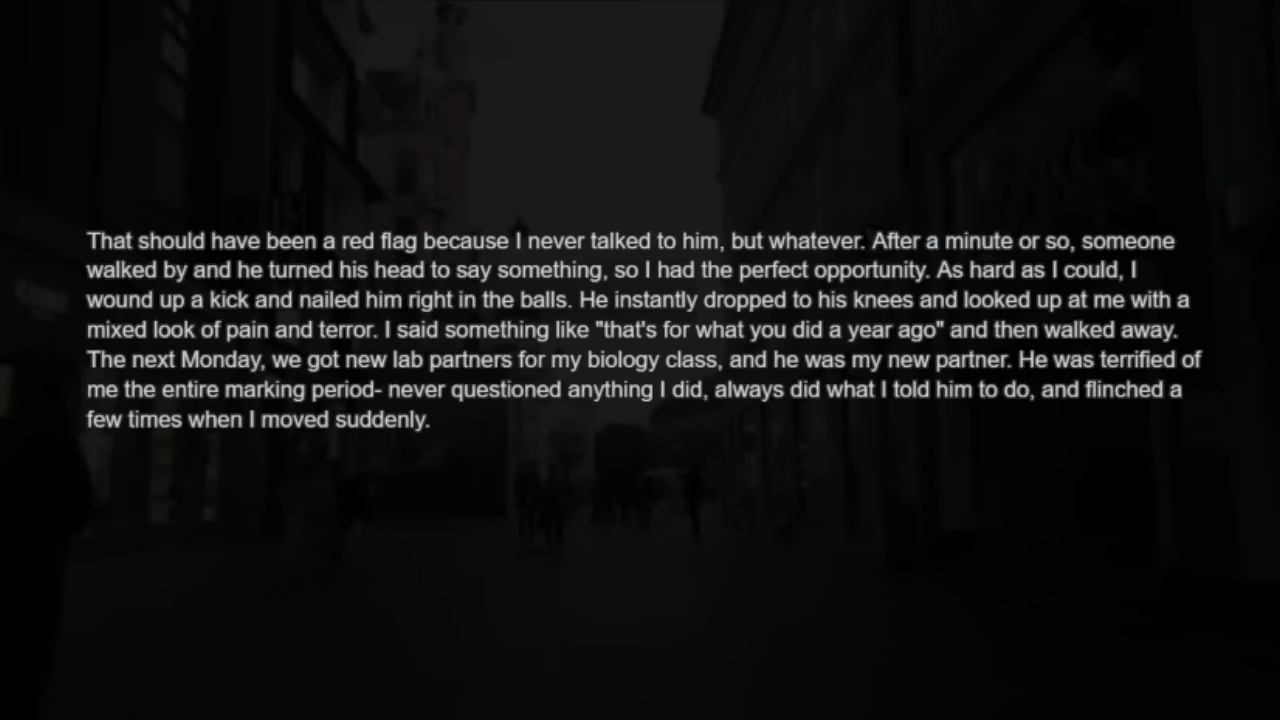 That should have been a red flag because I never talked to him, but whatever. After a minute or so, someone
walked by and he turned his head to say something, so I had the perfect opportunity. As hard as I could, I
wound up a kick and nailed him right in the balls. He instantly dropped to his knees and looked up at me with a
mixed look of pain and terror. I said something like "that's for what you did a year ago" and then walked away.
The next Monday, we got new lab partners for my biology class, and he was my new partner. He was terrified of
me the entire marking period- never questioned anything I did, always did what I told him to do, and flinched a
few times when I moved suddenly.